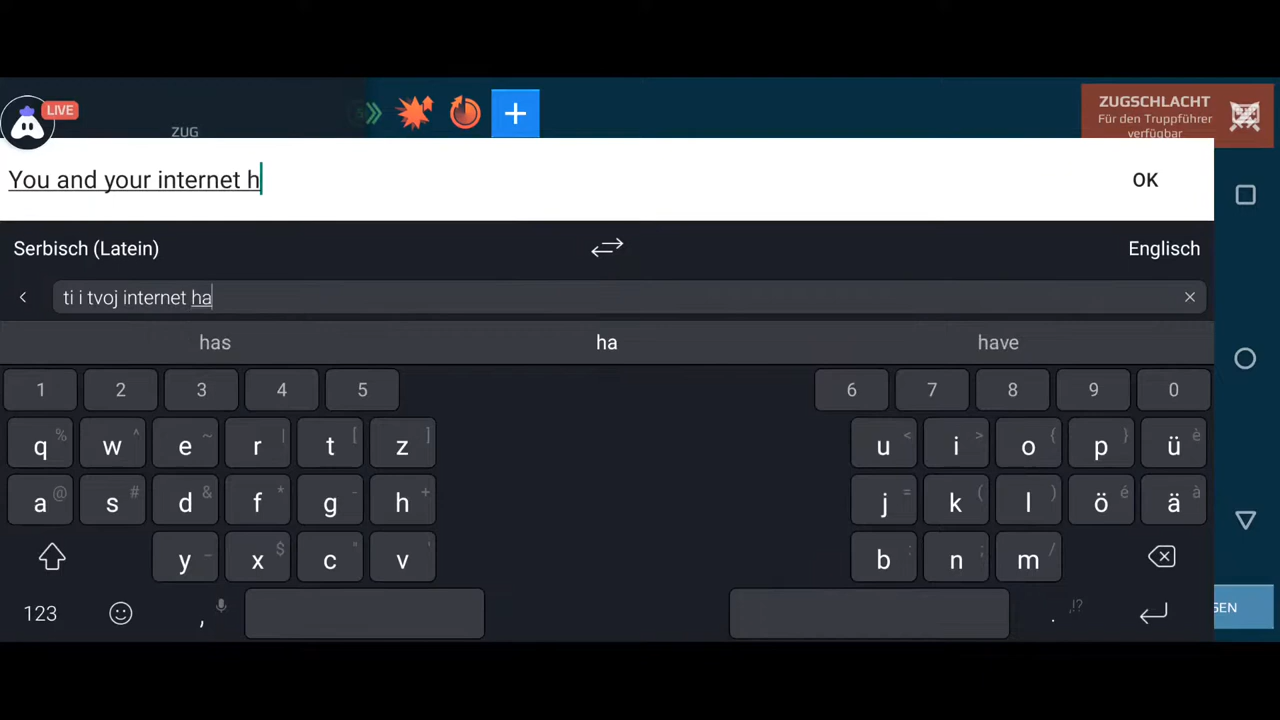 LIVE
ZUG
ZUGSCHLACHT
Für den Truppführer
verfügbar
You and your internet h
OK
Serbisch (Latein)
Englisch
ti i tvoj internet ha
has
ha
have
1 2 3 4 5 6 7 8 9 0
q % w ^ e ~ r | t [ z ] u < i > o { p } ü è
a @ s # d & f * g - h + j = k ( l ) ö é ä à
y _ x $ c " v ' b : n ; m /
123 , . ,!?
SEN